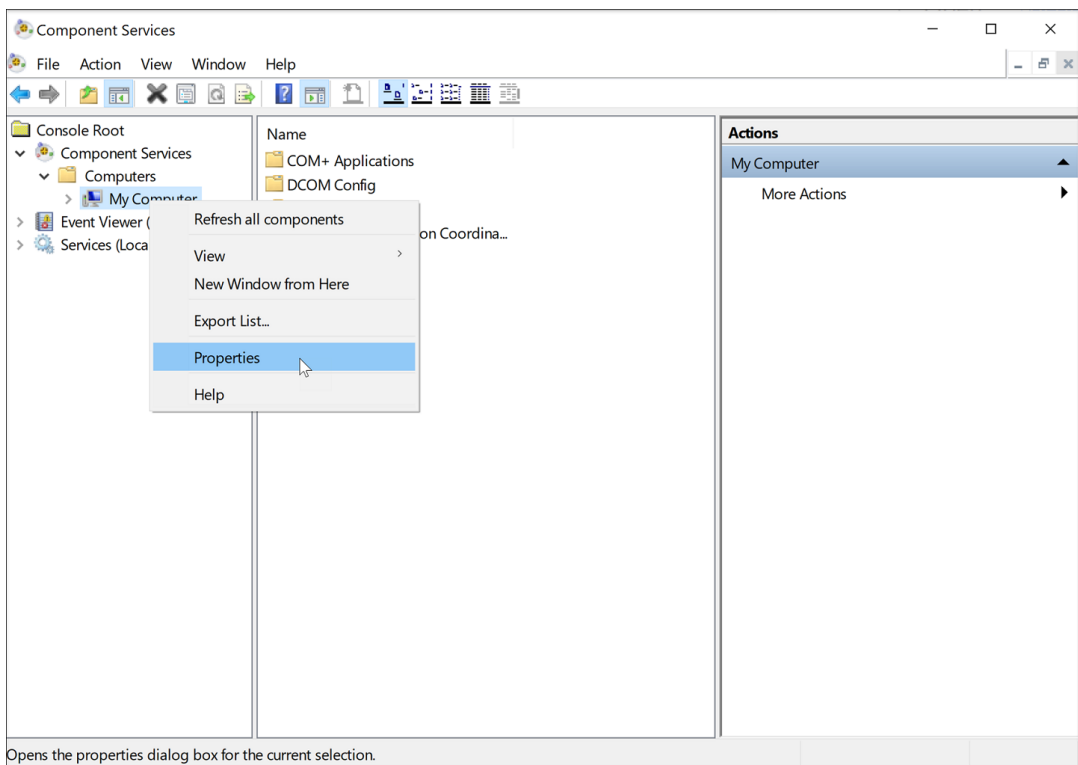 Component Services
File Action View Window Help
Console Root
Component Services
Computers
My Computer
Event Viewer (
Services (Loca
Name
COM+ Applications
DCOM Config
on Coordina...
Refresh all components
View
New Window from Here
Export List...
Properties
Help
Actions
My Computer
More Actions
Opens the properties dialog box for the current selection.